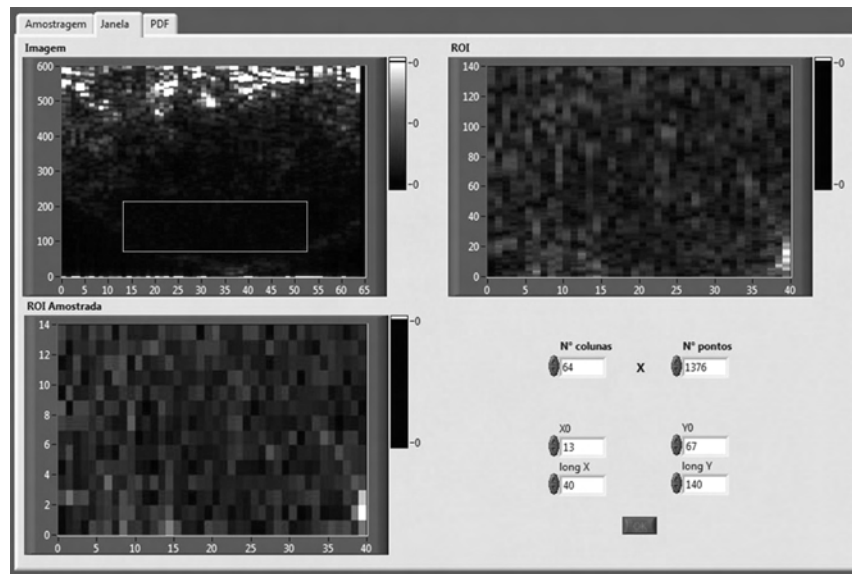 Amostragem Janela PDF
Imagem
600
500
400
300
200
100
0
0 5 10 15 20 25 30 35 40 45 50 55 60 65
-0
-0
-0
ROI
140
120
100
80
60
40
20
0
0 5 10 15 20 25 30 35 40
-0
-0
ROI Amostrada
14
12
10
8
6
4
2
0
0 5 10 15 20 25 30 35 40
-0
-0
N° colunas N° pontos
64 X 1376
X0 Y0
13 67
long X long Y
40 140
OK